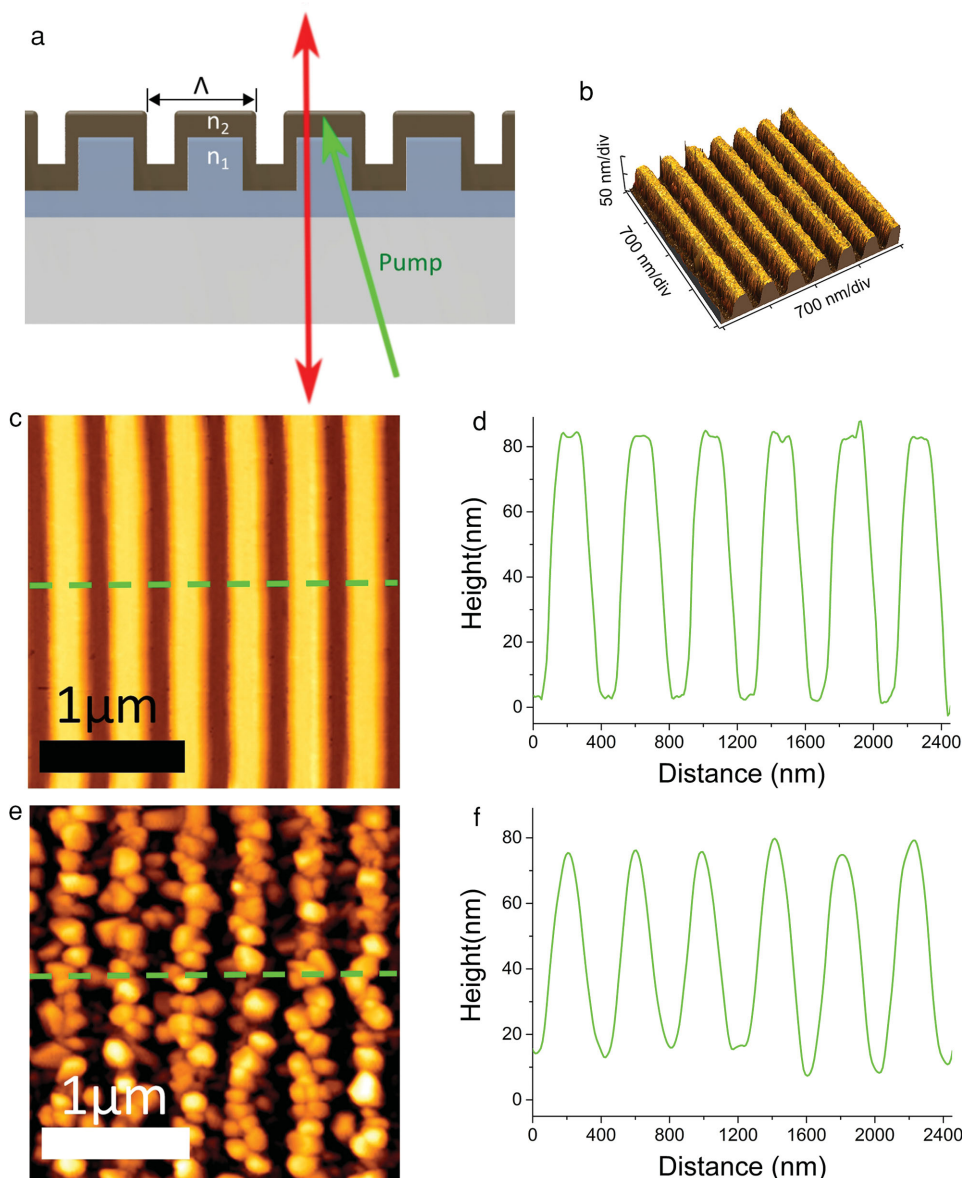 a
Λ
n2
n1
Pump
b
50 nm/div
700 nm/div
700 nm/div
c
1μm
d
80
60
40
20
0
Height(nm)
0 400 800 1200 1600 2000 2400
Distance (nm)
e
1μm
f
80
60
40
20
0
Height(nm)
0 400 800 1200 1600 2000 2400
Distance (nm)